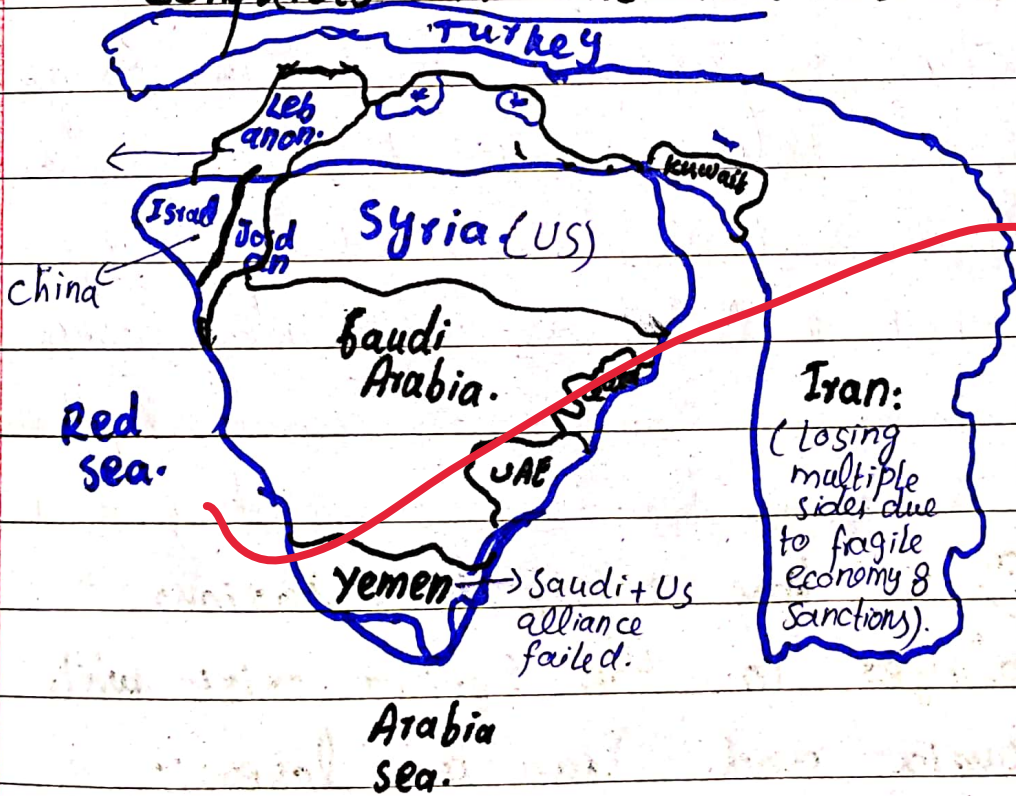 Turkey
Leb
anon.
Kuwait
Israel
Jord
an
Syria (US)
China
Saudi
Arabia.
Red
sea.
UAE
Iran:
(Losing
multiple
sides due
to fragile
economy &
Sanctions).
Yemen → Saudi + Us
alliance
failed.
Arabia
sea.